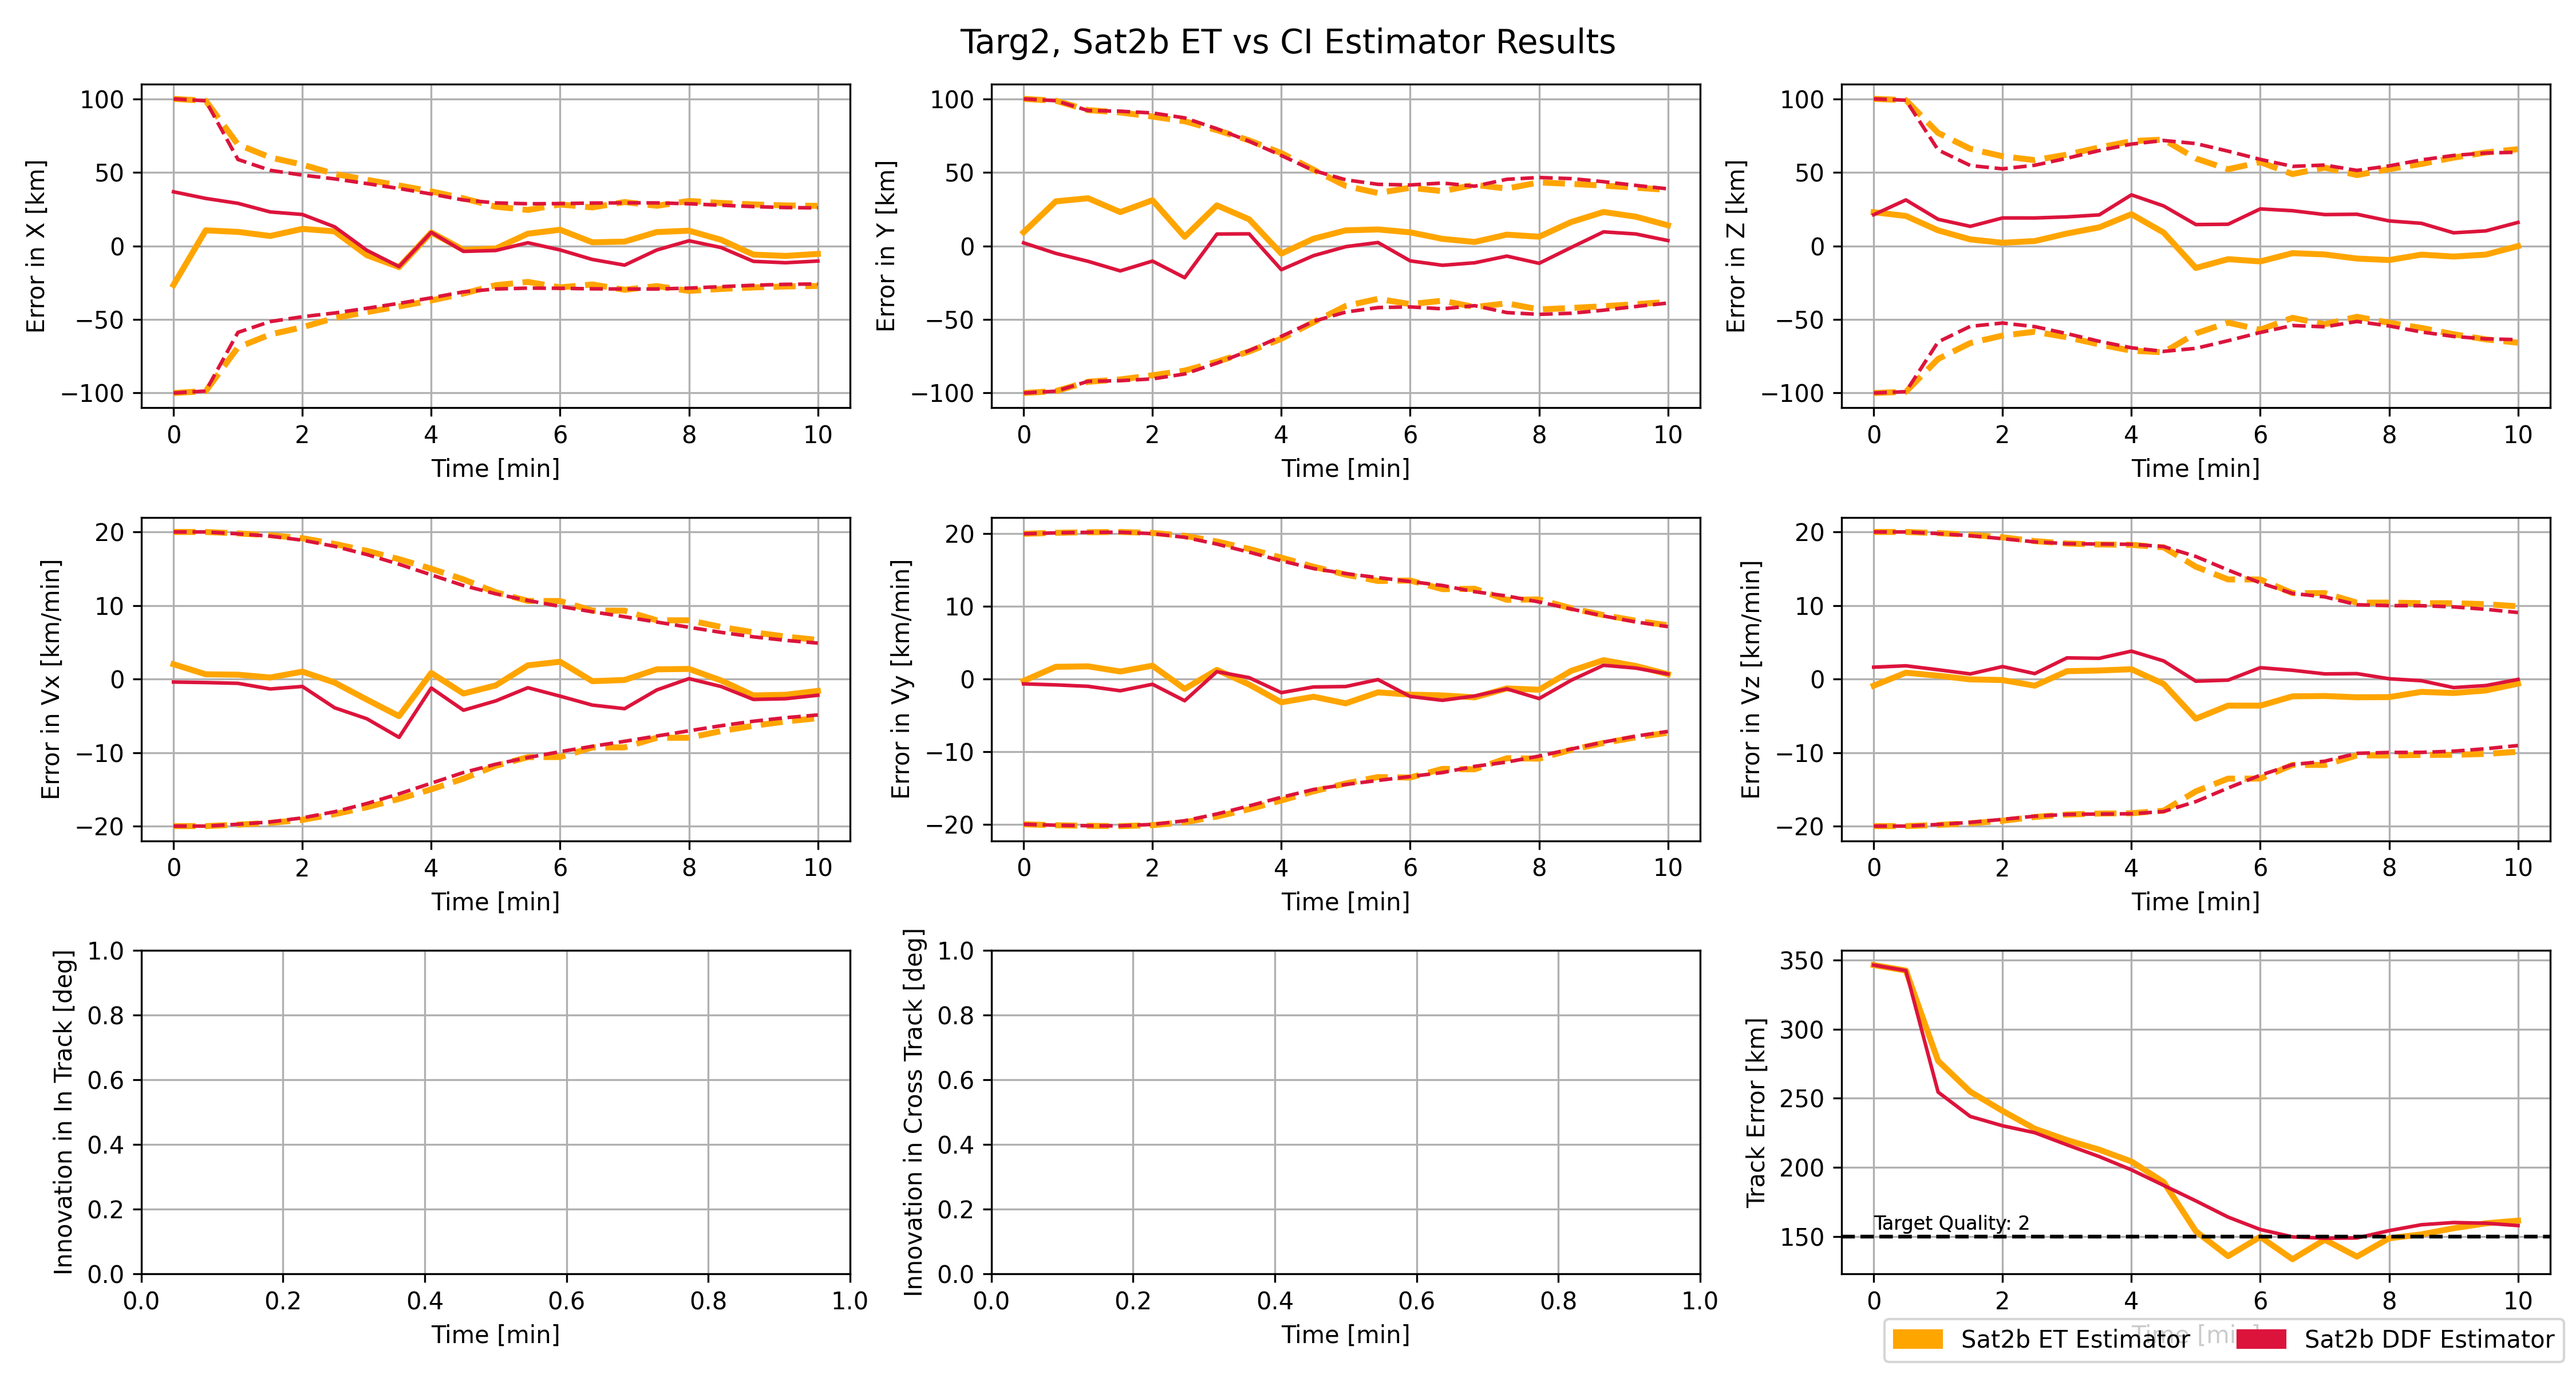 Targ2, Sat2b ET vs CI Estimator Results
Error in X [km]
100
50
0
−50
−100
0 2 4 6 8 10
Time [min]
Error in Y [km]
100
50
0
−50
−100
0 2 4 6 8 10
Time [min]
Error in Z [km]
100
50
0
−50
−100
0 2 4 6 8 10
Time [min]
Error in Vx [km/min]
20
10
0
−10
−20
0 2 4 6 8 10
Time [min]
Error in Vy [km/min]
20
10
0
−10
−20
0 2 4 6 8 10
Time [min]
Error in Vz [km/min]
20
10
0
−10
−20
0 2 4 6 8 10
Time [min]
Innovation in In Track [deg]
1.0
0.8
0.6
0.4
0.2
0.0
0.0 0.2 0.4 0.6 0.8 1.0
Time [min]
Innovation in Cross Track [deg]
1.0
0.8
0.6
0.4
0.2
0.0
0.0 0.2 0.4 0.6 0.8 1.0
Time [min]
Track Error [km]
350
300
250
200
150
Target Quality: 2
0 2 4 6 8 10
Time [min]
Sat2b ET Estimator
Sat2b DDF Estimator